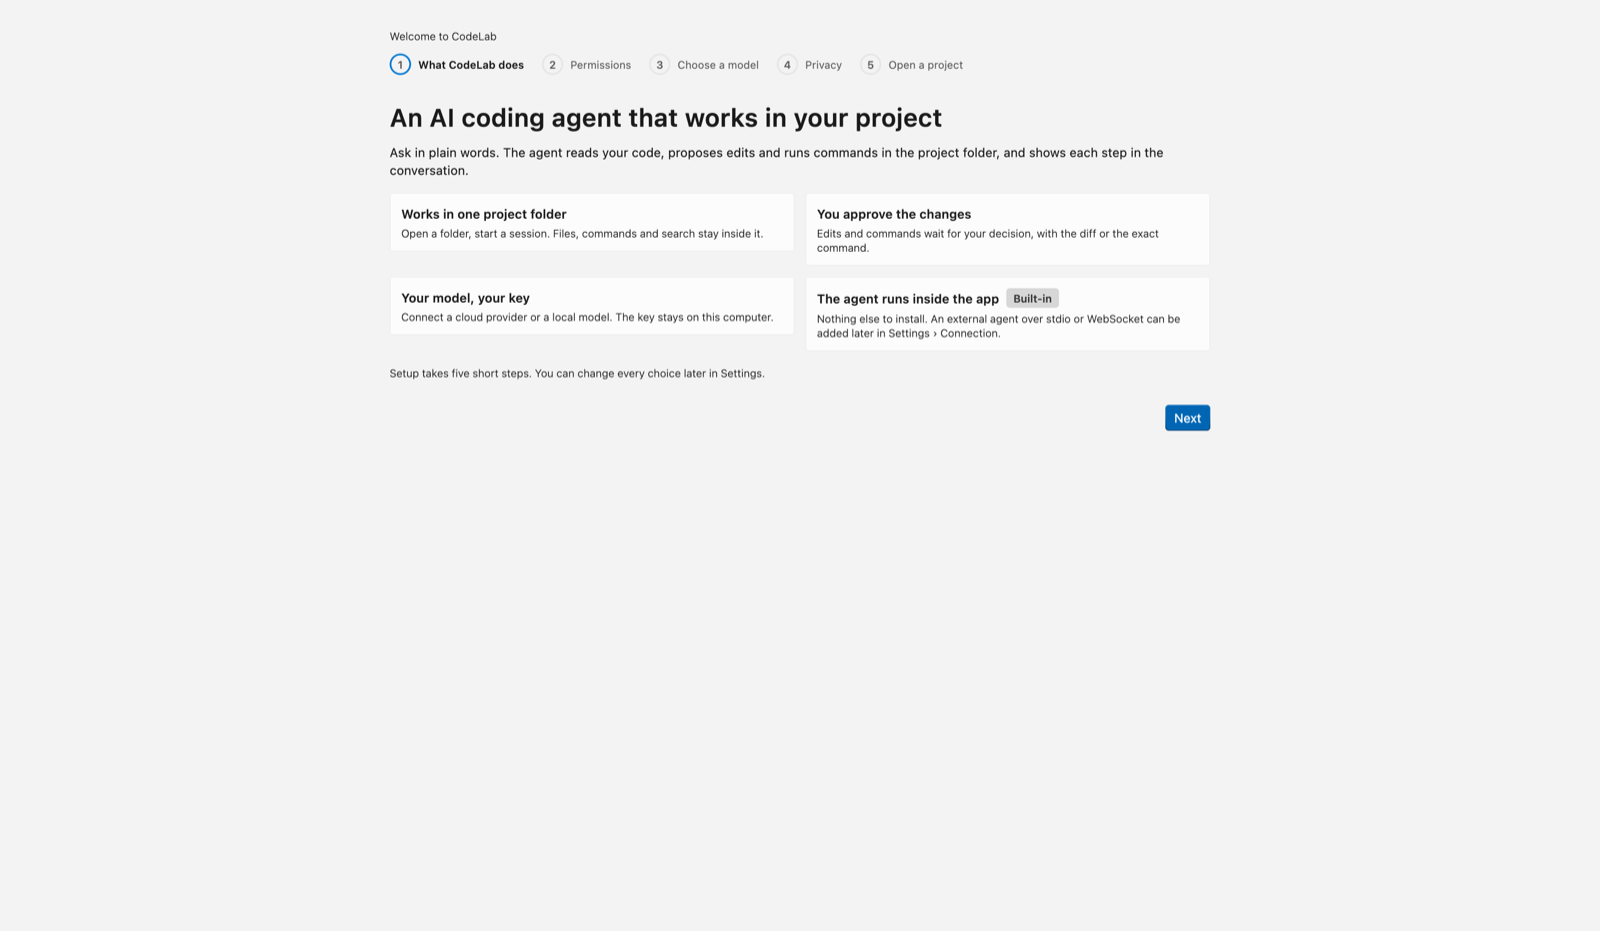 Welcome to CodeLab
1 What CodeLab does 2 Permissions 3 Choose a model 4 Privacy 5 Open a project
An AI coding agent that works in your project
Ask in plain words. The agent reads your code, proposes edits and runs commands in the project folder, and shows each step in the
conversation.
Works in one project folder
Open a folder, start a session. Files, commands and search stay inside it.
You approve the changes
Edits and commands wait for your decision, with the diff or the exact
command.
Your model, your key
Connect a cloud provider or a local model. The key stays on this computer.
The agent runs inside the app Built-in
Nothing else to install. An external agent over stdio or WebSocket can be
added later in Settings › Connection.
Setup takes five short steps. You can change every choice later in Settings.
Next